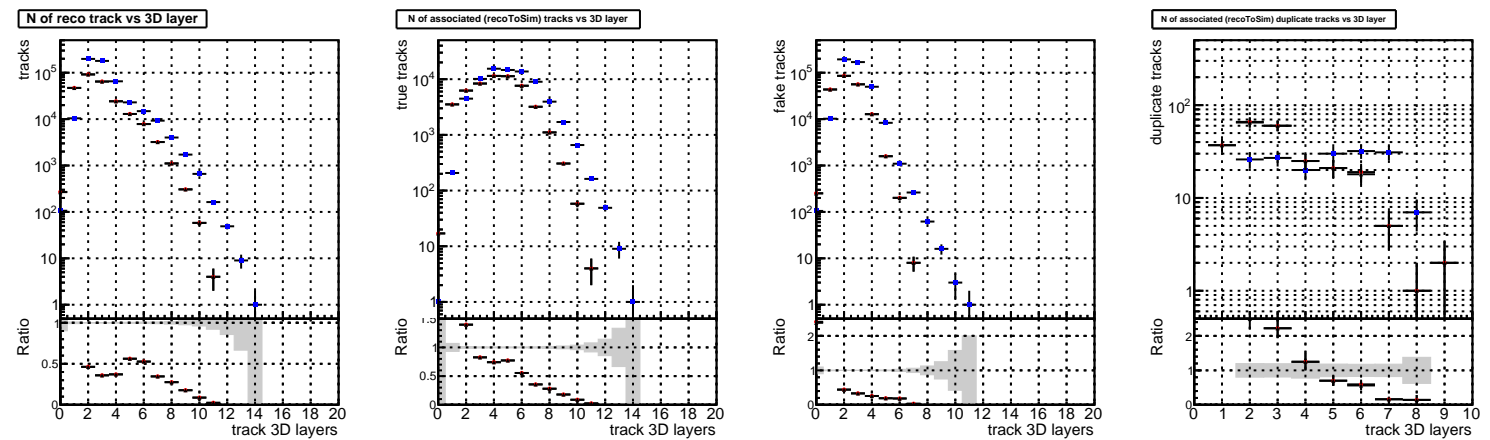 N of reco track vs 3D layer
tracks
10^5
10^4
10^3
10^2
10
1
Ratio
1
0.5
0
0 2 4 6 8 10 12 14 16 18 20
track 3D layers
N of associated (recoToSim) tracks vs 3D layer
true tracks
10^4
10^3
10^2
10
1
Ratio
1.5
1
0.5
0
0 2 4 6 8 10 12 14 16 18 20
track 3D layers
fake tracks
10^5
10^4
10^3
10^2
10
1
Ratio
2
1
0
0 2 4 6 8 10 12 14 16 18 20
track 3D layers
N of associated (recoToSim) duplicate tracks vs 3D layer
duplicate tracks
10^2
10
1
Ratio
2
1
0
0 1 2 3 4 5 6 7 8 9 10
track 3D layers